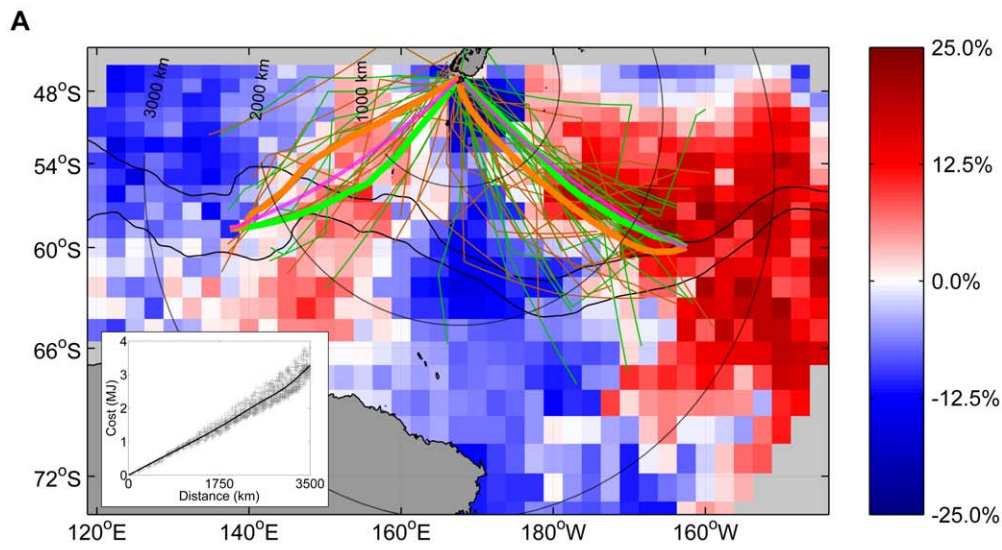 A
3000 km
2000 km
1000 km
48°S
54°S
60°S
66°S
72°S
120°E
140°E
160°E
180°W
160°W
25.0%
12.5%
0.0%
-12.5%
-25.0%
Cost (MJ)
4
3
2
1
0
0
1750
3500
Distance (km)